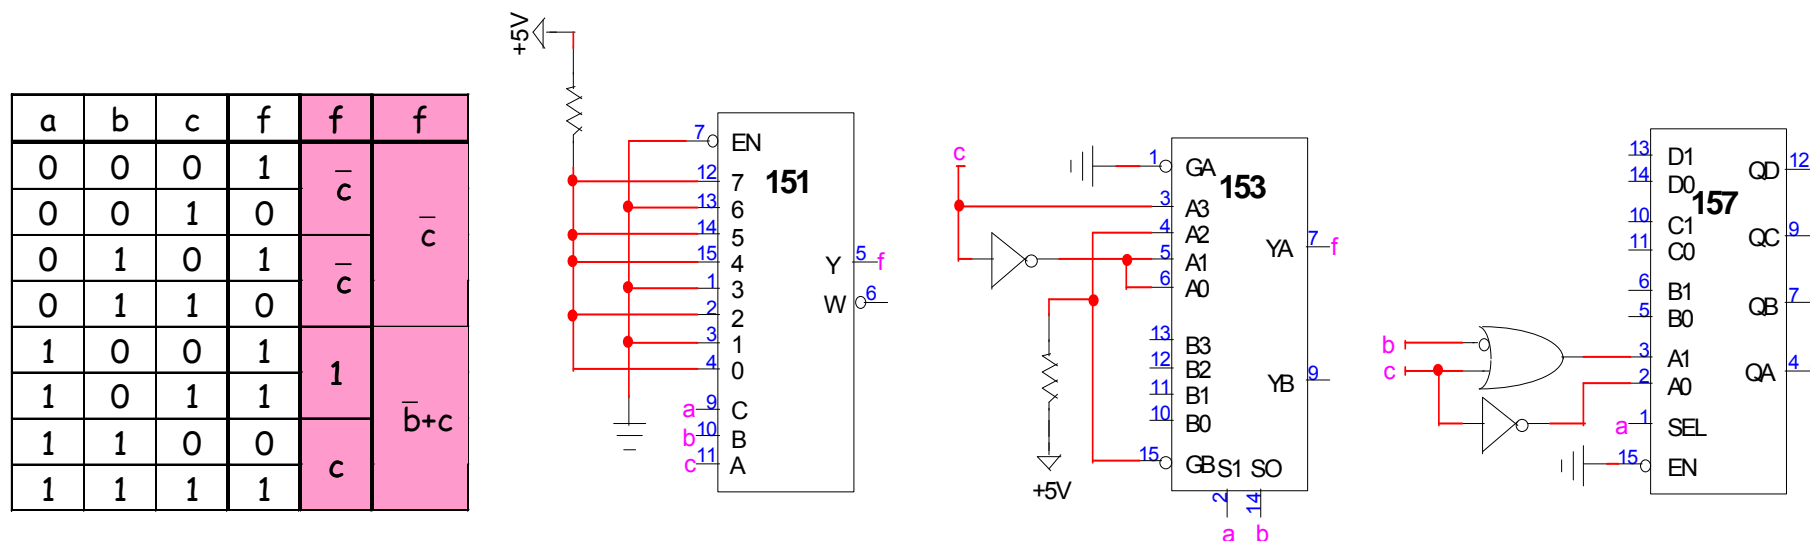 a b c f f f
0 0 0 1 c̅ c̅
0 0 1 0
0 1 0 1 c̅
0 1 1 0
1 0 0 1 1 b̅+c
1 0 1 1
1 1 0 0 c
1 1 1 1
+5V
151
7 EN
12 7
13 6
14 5
15 4
1 3
2 2
3 1
4 0
a 9 C
b 10 B
c 11 A
Y 5 f
W 6
c
153
1 GA
3 A3
4 A2
5 A1
6 A0
13 B3
12 B2
11 B1
10 B0
15 GB
S1 SO
2 14
a b
YA 7 f
YB 9
+5V
157
13 D1
14 D0
10 C1
11 C0
6 B1
5 B0
3 A1
2 A0
a 1 SEL
15 EN
b
c
QD 12
QC 9
QB 7
QA 4